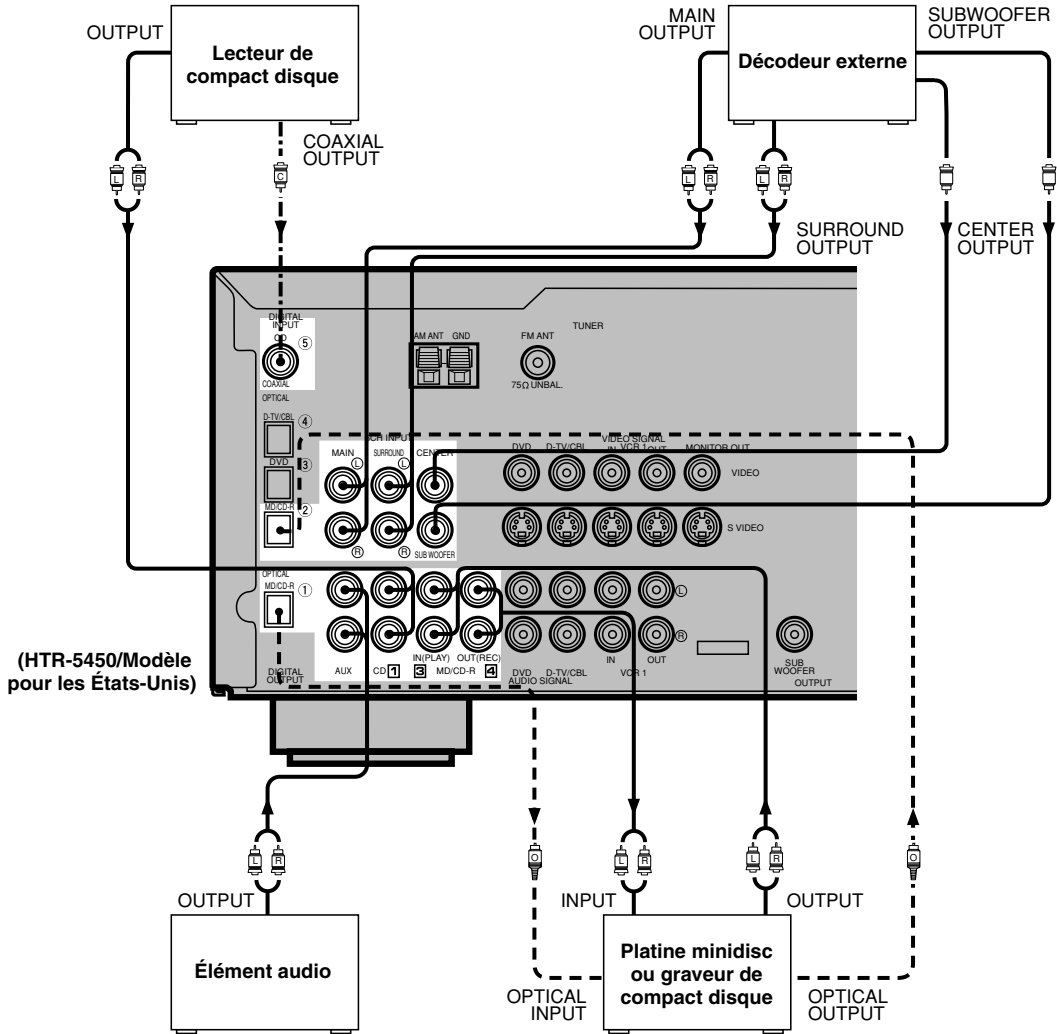 OUTPUT
Lecteur de
compact disque
COAXIAL
OUTPUT
L R
C
MAIN
OUTPUT
SUBWOOFER
OUTPUT
Décodeur externe
L R
L R
SURROUND
OUTPUT
CENTER
OUTPUT
DIGITAL
INPUT
CD
5
COAXIAL
OPTICAL
D-TV/CBL
4
DVD
3
MD/CD-R
2
OPTICAL
MD/CD-R
1
DIGITAL
OUTPUT
AM ANT GND
FM ANT
75Ω UNBAL.
TUNER
CH INPUT
MAIN SURROUND CENTER
L L
R R SUB WOOFER
VIDEO SIGNAL
DVD D-TV/CBL IN VCR 1 OUT MONITOR OUT
VIDEO
S VIDEO
L
R
IN(PLAY) OUT(REC)
AUX CD 1 3 MD/CD-R 4
IN OUT
DVD D-TV/CBL VCR 1
AUDIO SIGNAL
SUB
WOOFER
OUTPUT
(HTR-5450/Modèle
pour les États-Unis)
L R
OUTPUT
Élément audio
O
L R
L R
O
INPUT
OUTPUT
Platine minidisc
ou graveur de
compact disque
OPTICAL
INPUT
OPTICAL
OUTPUT